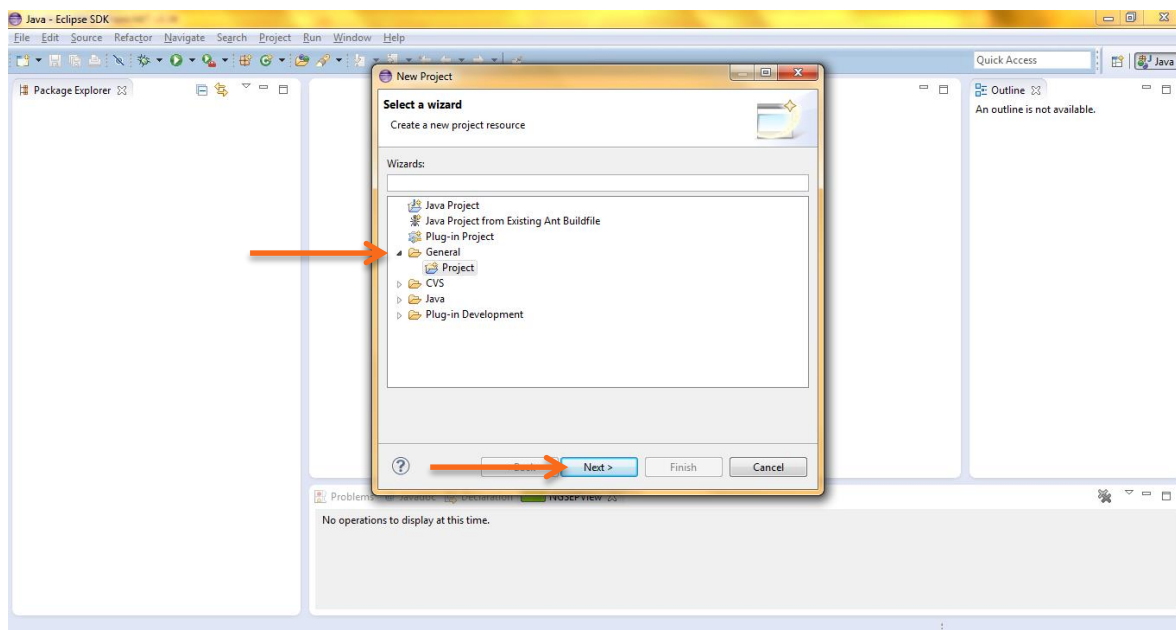 Java - Eclipse SDK
File Edit Source Refactor Navigate Search Project Run Window Help
Quick Access
Java
Package Explorer
Outline
An outline is not available.
New Project
Select a wizard
Create a new project resource
Wizards:
Java Project
Java Project from Existing Ant Buildfile
Plug-in Project
General
Project
CVS
Java
Plug-in Development
Next >
Finish
Cancel
Problems Javadoc Declaration NGSEPView
No operations to display at this time.